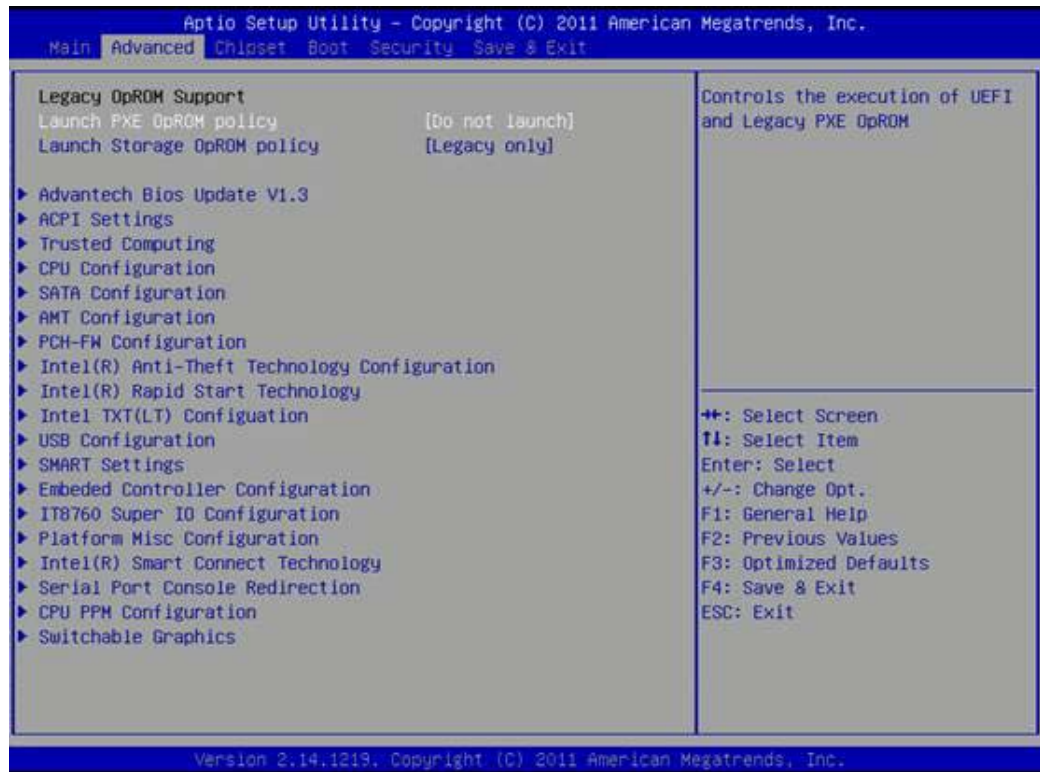 Aptio Setup Utility – Copyright (C) 2011 American Megatrends, Inc.
Main Advanced Chipset Boot Security Save & Exit
Legacy OpROM Support
Launch PXE OpROM policy [Do not launch]
Launch Storage OpROM policy [Legacy only]
Advantech Bios Update V1.3
ACPI Settings
Trusted Computing
CPU Configuration
SATA Configuration
AMT Configuration
PCH-FW Configuration
Intel(R) Anti-Theft Technology Configuration
Intel(R) Rapid Start Technology
Intel TXT(LT) Configuation
USB Configuration
SMART Settings
Embeded Controller Configuration
IT8760 Super IO Configuration
Platform Misc Configuration
Intel(R) Smart Connect Technology
Serial Port Console Redirection
CPU PPM Configuration
Switchable Graphics
Controls the execution of UEFI
and Legacy PXE OpROM
→←: Select Screen
↑↓: Select Item
Enter: Select
+/-: Change Opt.
F1: General Help
F2: Previous Values
F3: Optimized Defaults
F4: Save & Exit
ESC: Exit
Version 2.14.1219. Copyright (C) 2011 American Megatrends, Inc.